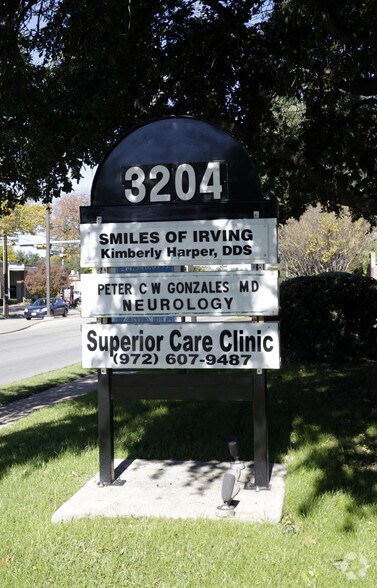 3204
SMILES OF IRVING
Kimberly Harper, DDS
PETER C W GONZALES MD
NEUROLOGY
Superior Care Clinic
(972) 607-9487